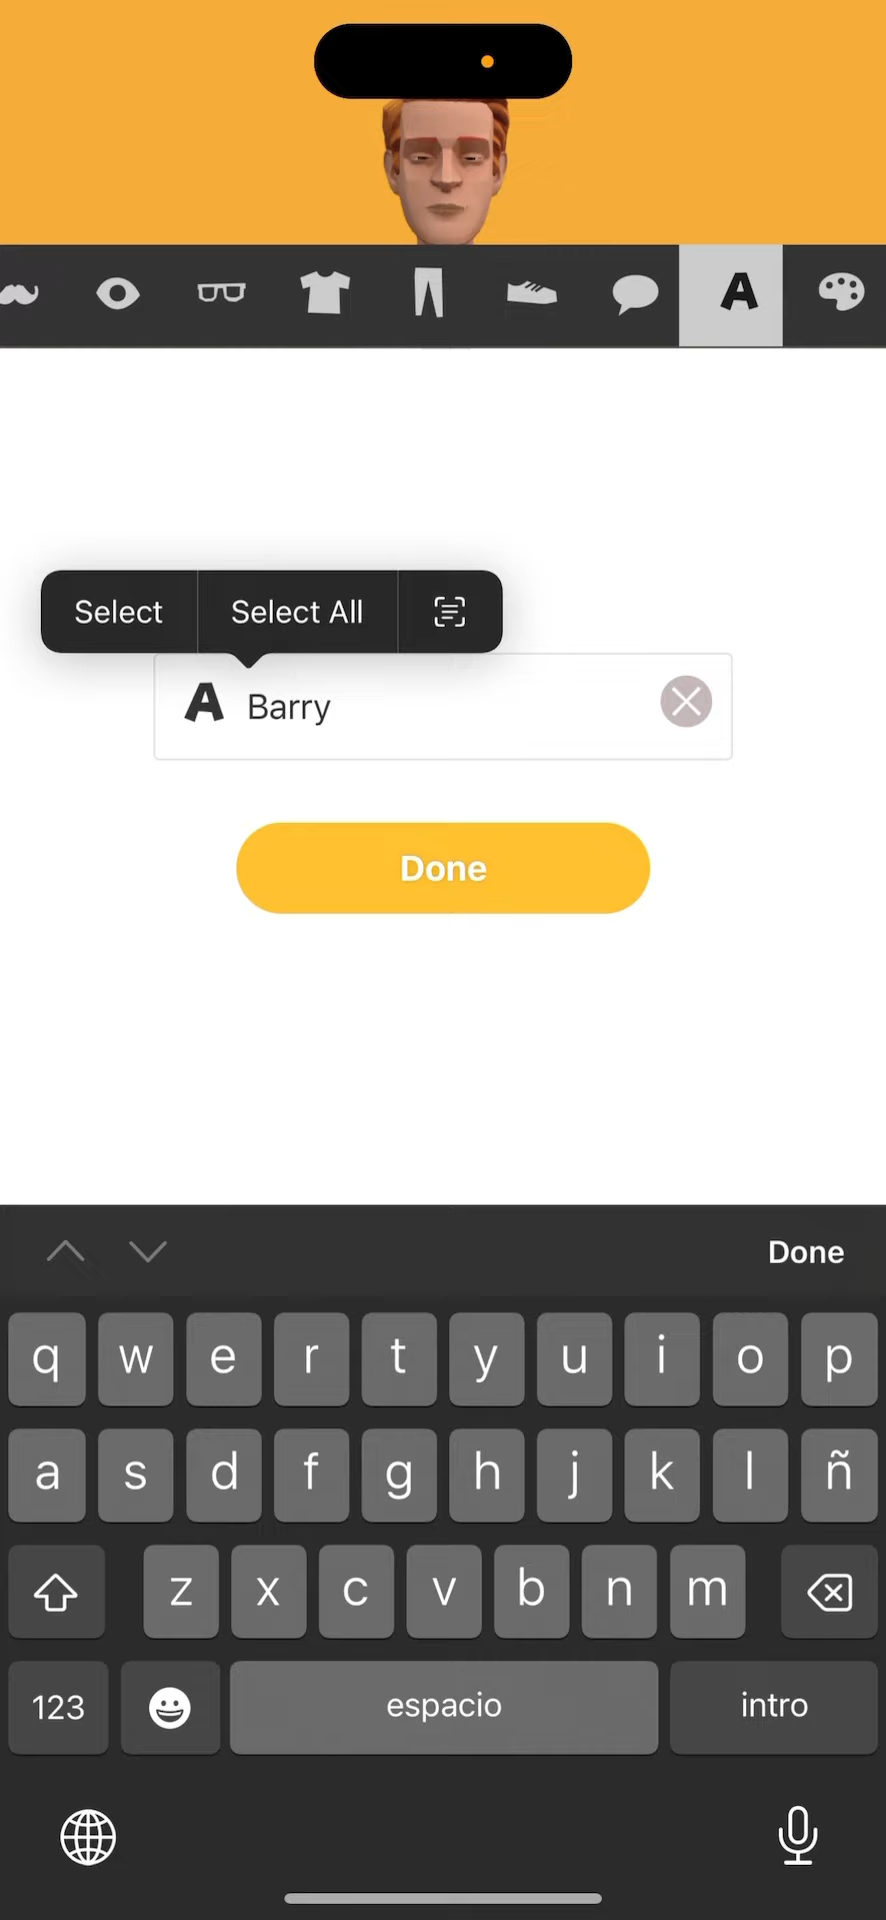 A
Select Select All
A Barry
Done
Done
q w e r t y u i o p
a s d f g h j k l ñ
z x c v b n m
123 espacio intro